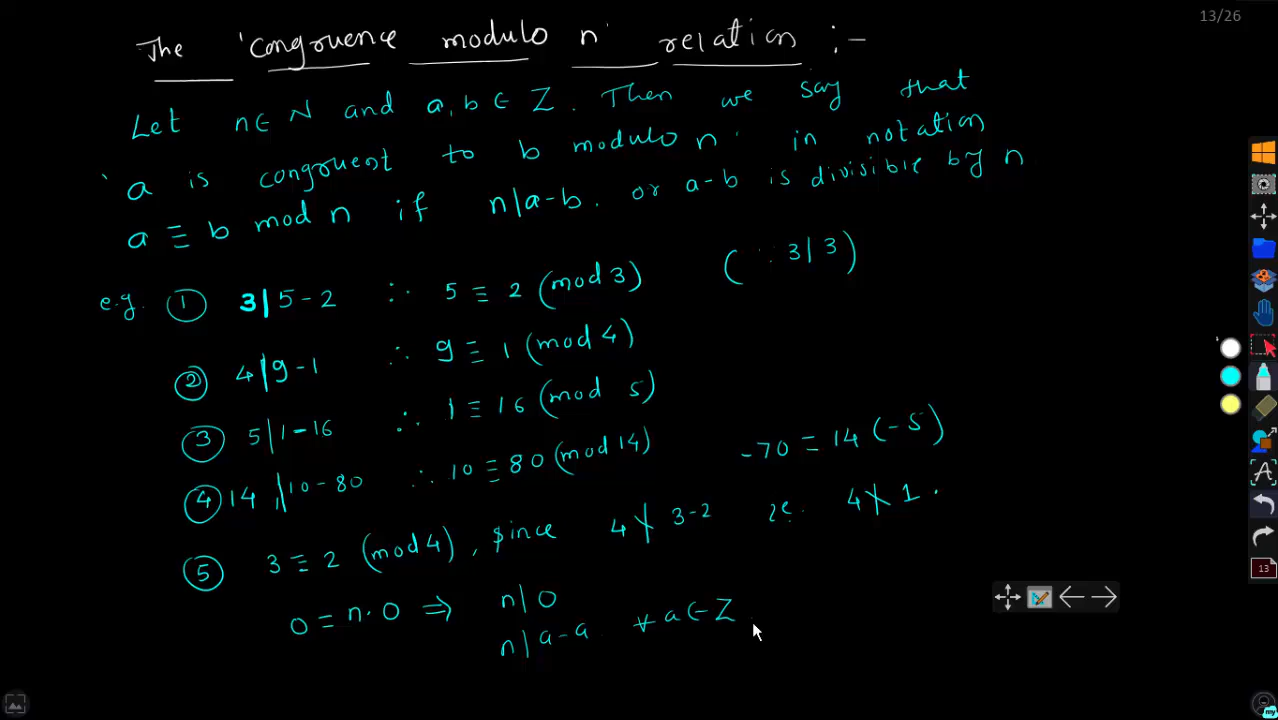 13/26
The 'congruence modulo n' relation :-
Let n ∈ N and a, b ∈ Z. Then we say that
'a is congruent to b modulo n' in notation
a ≡ b mod n if n|a-b. or a-b is divisible by n
e.g. ① 3|5-2 ∴ 5 ≡ 2 (mod 3) (∵ 3|3)
② 4|9-1 ∴ 9 ≡ 1 (mod 4)
③ 5|1-16 ∴ 1 ≡ 16 (mod 5)
④ 14|10-80 ∴ 10 ≡ 80 (mod 14) -70 = 14 (-5)
⑤ 3 ≡ 2 (mod 4), since 4∤3-2 ie. 4∤1.
0 = n.0 ⇒ n|0
n|a-a. ∀ a ∈ Z
13